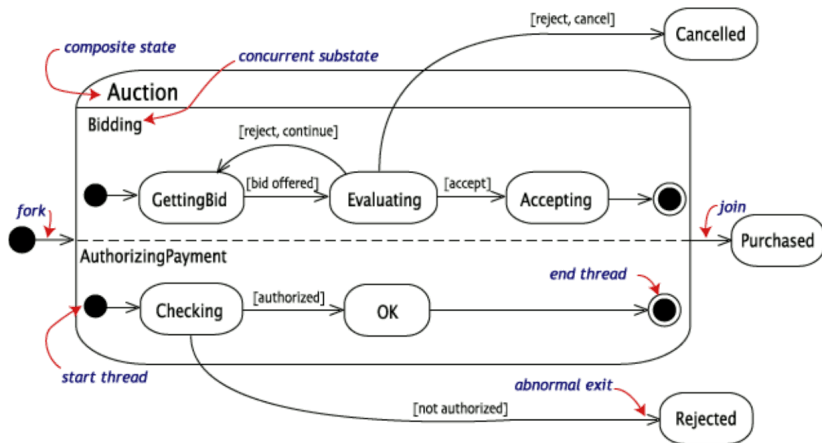 [reject, cancel]
Cancelled
composite state
concurrent substate
Auction
Bidding
[reject, continue]
GettingBid
[bid offered]
Evaluating
[accept]
Accepting
fork
join
Purchased
AuthorizingPayment
end thread
Checking
[authorized]
OK
start thread
abnormal exit
[not authorized]
Rejected